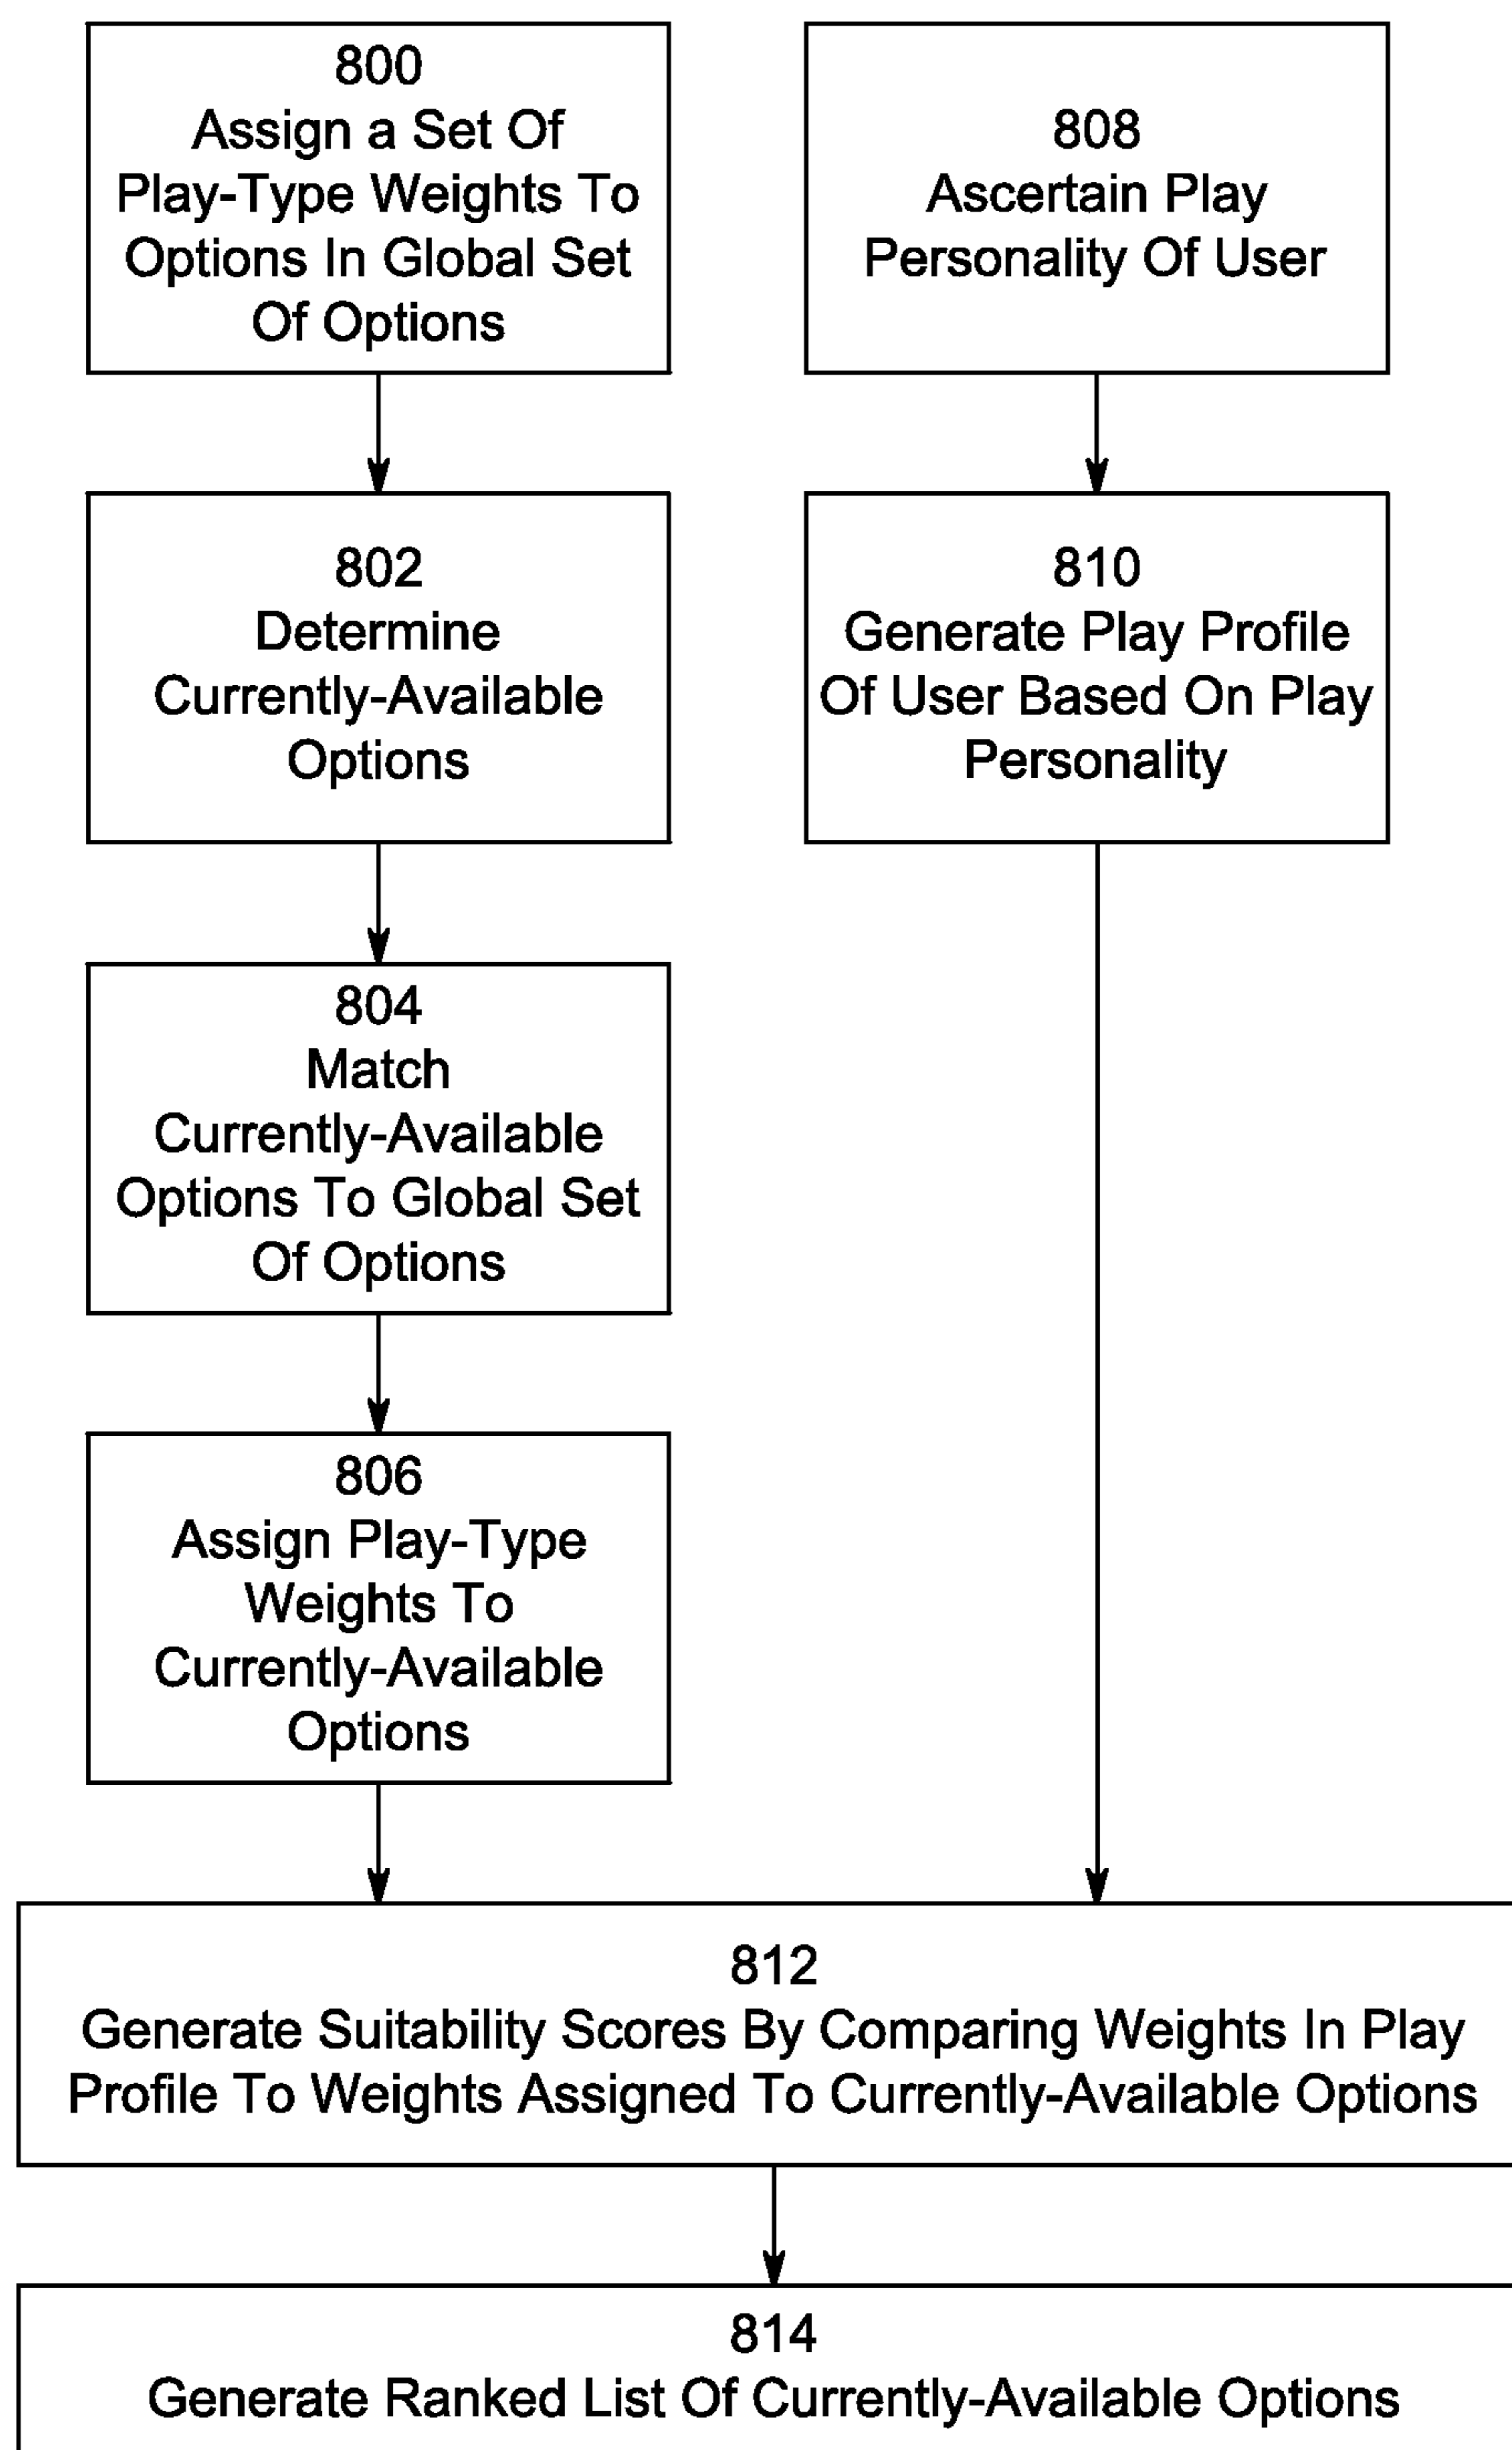 800
Assign a Set Of
Play-Type Weights To
Options In Global Set
Of Options
808
Ascertain Play
Personality Of User
802
Determine
Currently-Available
Options
810
Generate Play Profile
Of User Based On Play
Personality
804
Match
Currently-Available
Options To Global Set
Of Options
806
Assign Play-Type
Weights To
Currently-Available
Options
812
Generate Suitability Scores By Comparing Weights In Play
Profile To Weights Assigned To Currently-Available Options
814
Generate Ranked List Of Currently-Available Options